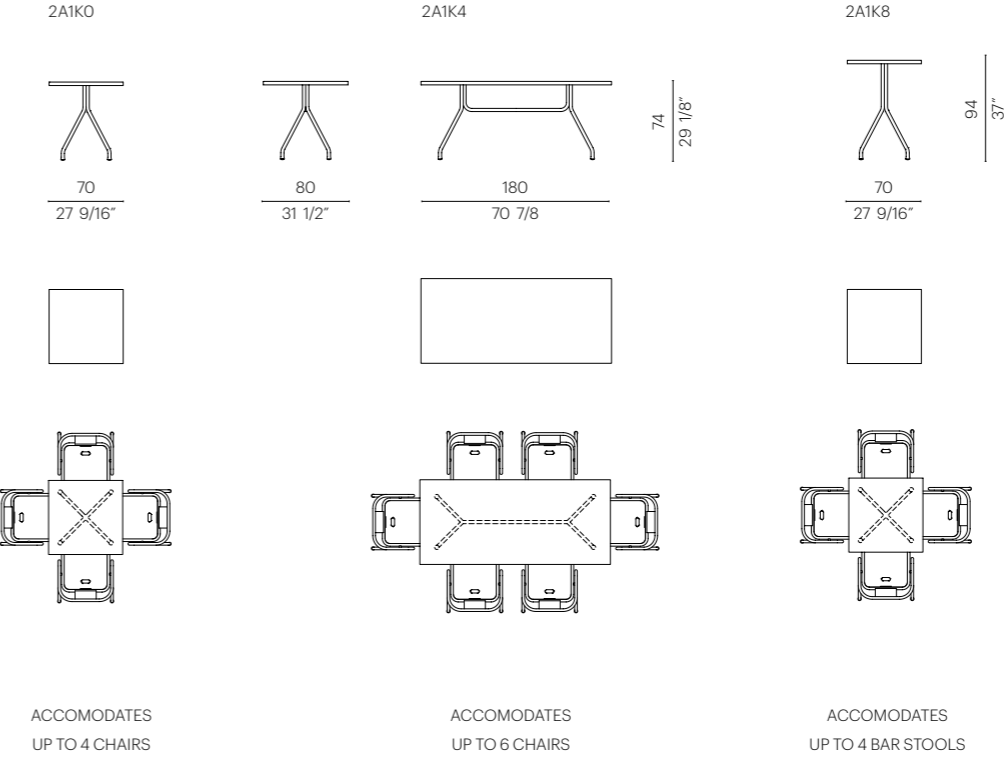 2A1K0
2A1K4
2A1K8
74
29 1/8”
94
37”
70
27 9/16”
80
31 1/2”
180
70 7/8
70
27 9/16”
ACCOMODATES
UP TO 4 CHAIRS
ACCOMODATES
UP TO 6 CHAIRS
ACCOMODATES
UP TO 4 BAR STOOLS